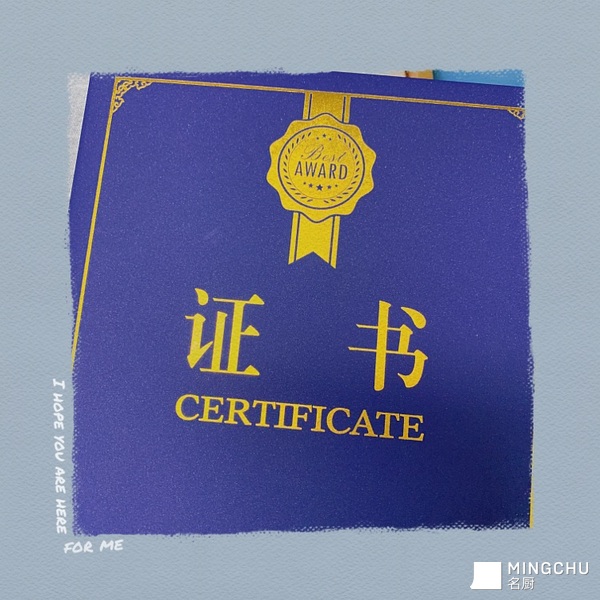 Best
AWARD
证 书
CERTIFICATE
I HOPE YOU ARE HERE
FOR ME
MINGCHU
名厨